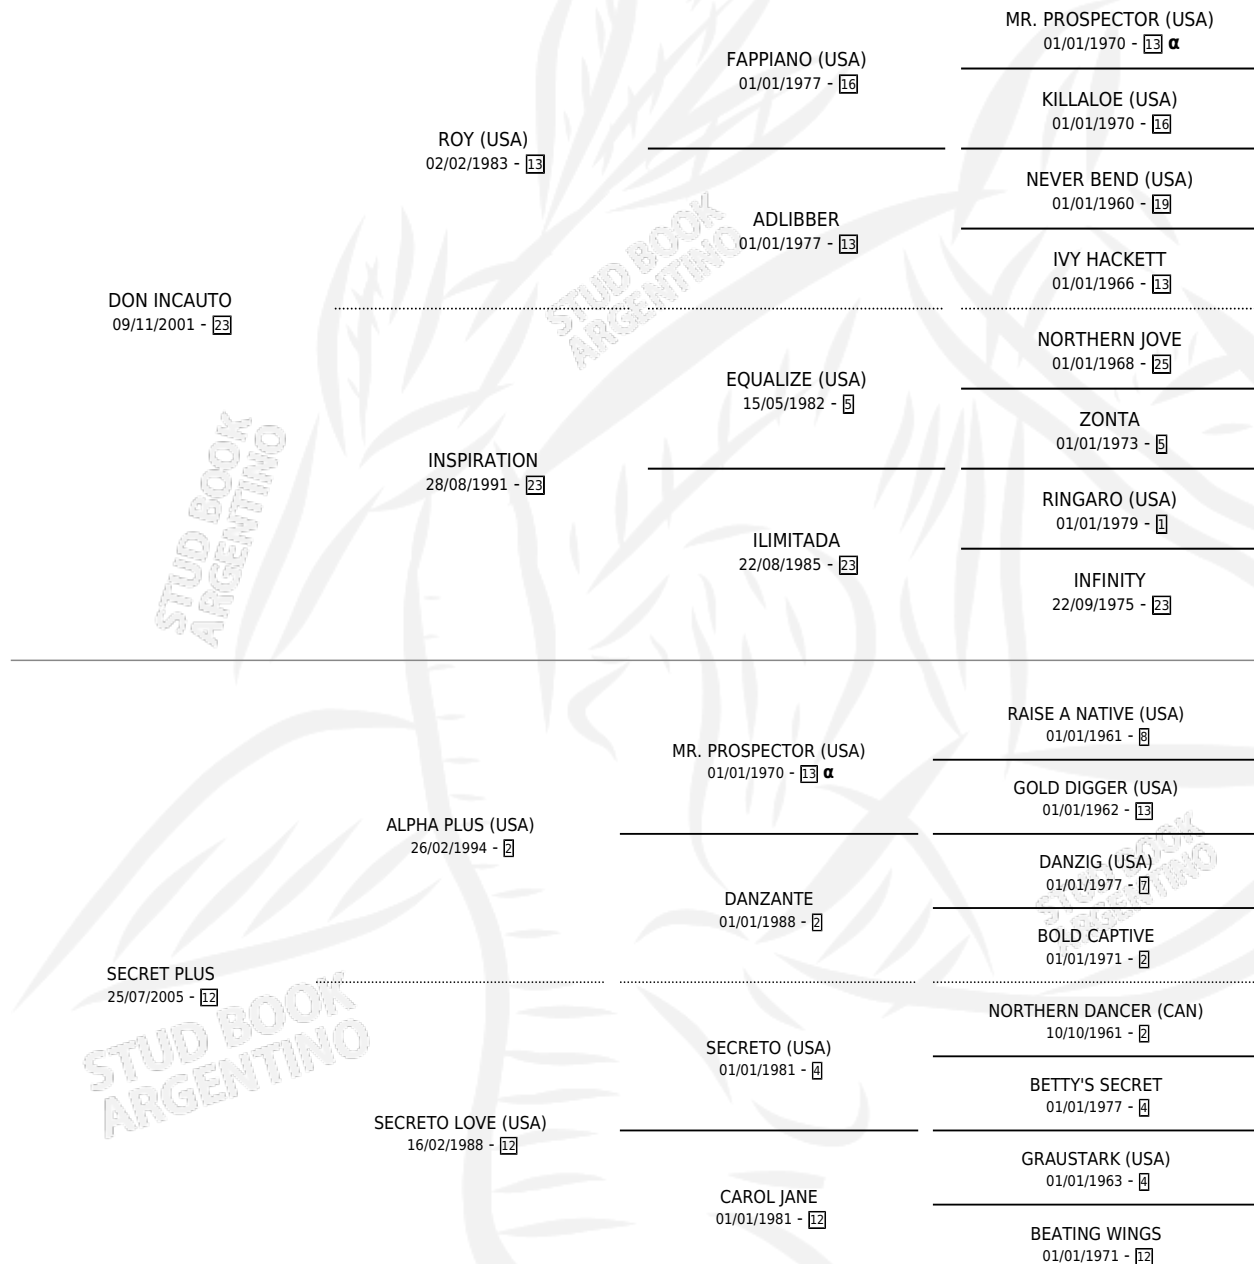 MR. PROSPECTOR (USA)
01/01/1970 - 13 α
FAPPIANO (USA)
01/01/1977 - 16
KILLALOE (USA)
01/01/1970 - 16
ROY (USA)
02/02/1983 - 13
NEVER BEND (USA)
01/01/1960 - 19
ADLIBBER
01/01/1977 - 13
IVY HACKETT
01/01/1966 - 13
DON INCAUTO
09/11/2001 - 23
NORTHERN JOVE
01/01/1968 - 25
EQUALIZE (USA)
15/05/1982 - 5
ZONTA
01/01/1973 - 5
INSPIRATION
28/08/1991 - 23
RINGARO (USA)
01/01/1979 - 1
ILIMITADA
22/08/1985 - 23
INFINITY
22/09/1975 - 23
STUD BOOK
ARGENTINO
STUD BOOK
ARGENTINO
RAISE A NATIVE (USA)
01/01/1961 - 8
MR. PROSPECTOR (USA)
01/01/1970 - 13 α
GOLD DIGGER (USA)
01/01/1962 - 13
ALPHA PLUS (USA)
26/02/1994 - 2
DANZIG (USA)
01/01/1977 - 7
DANZANTE
01/01/1988 - 2
BOLD CAPTIVE
01/01/1971 - 2
SECRET PLUS
25/07/2005 - 12
NORTHERN DANCER (CAN)
10/10/1961 - 2
SECRETO (USA)
01/01/1981 - 4
BETTY'S SECRET
01/01/1977 - 4
SECRETO LOVE (USA)
16/02/1988 - 12
GRAUSTARK (USA)
01/01/1963 - 4
CAROL JANE
01/01/1981 - 12
BEATING WINGS
01/01/1971 - 12
STUD BOOK
ARGENTINO
STUD BOOK
ARGENTINO